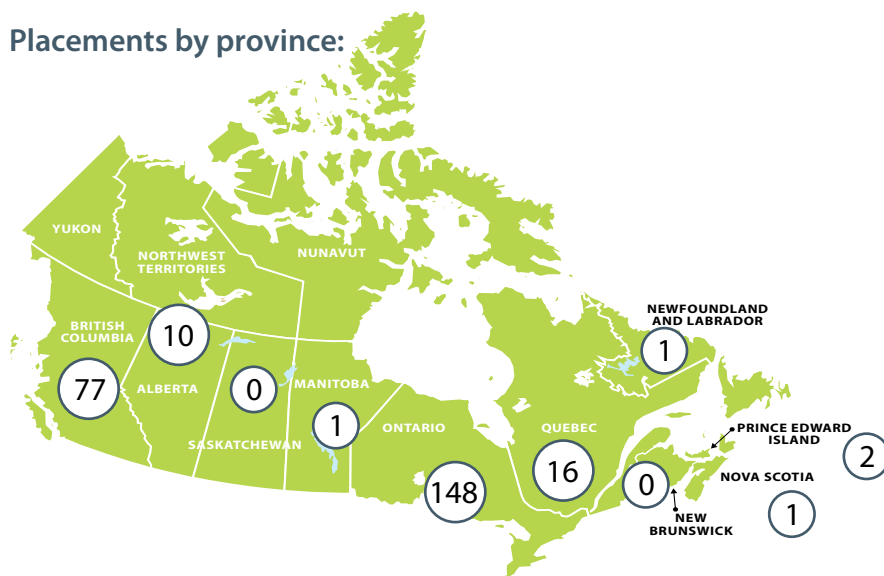 Placements by province:
YUKON
NORTHWEST
TERRITORIES
NUNAVUT
BRITISH
COLUMBIA
77
10
ALBERTA
0
SASKATCHEWAN
MANITOBA
1
ONTARIO
148
QUEBEC
16
NEWFOUNDLAND
AND LABRADOR
1
PRINCE EDWARD
ISLAND
2
NOVA SCOTIA
1
0
NEW
BRUNSWICK